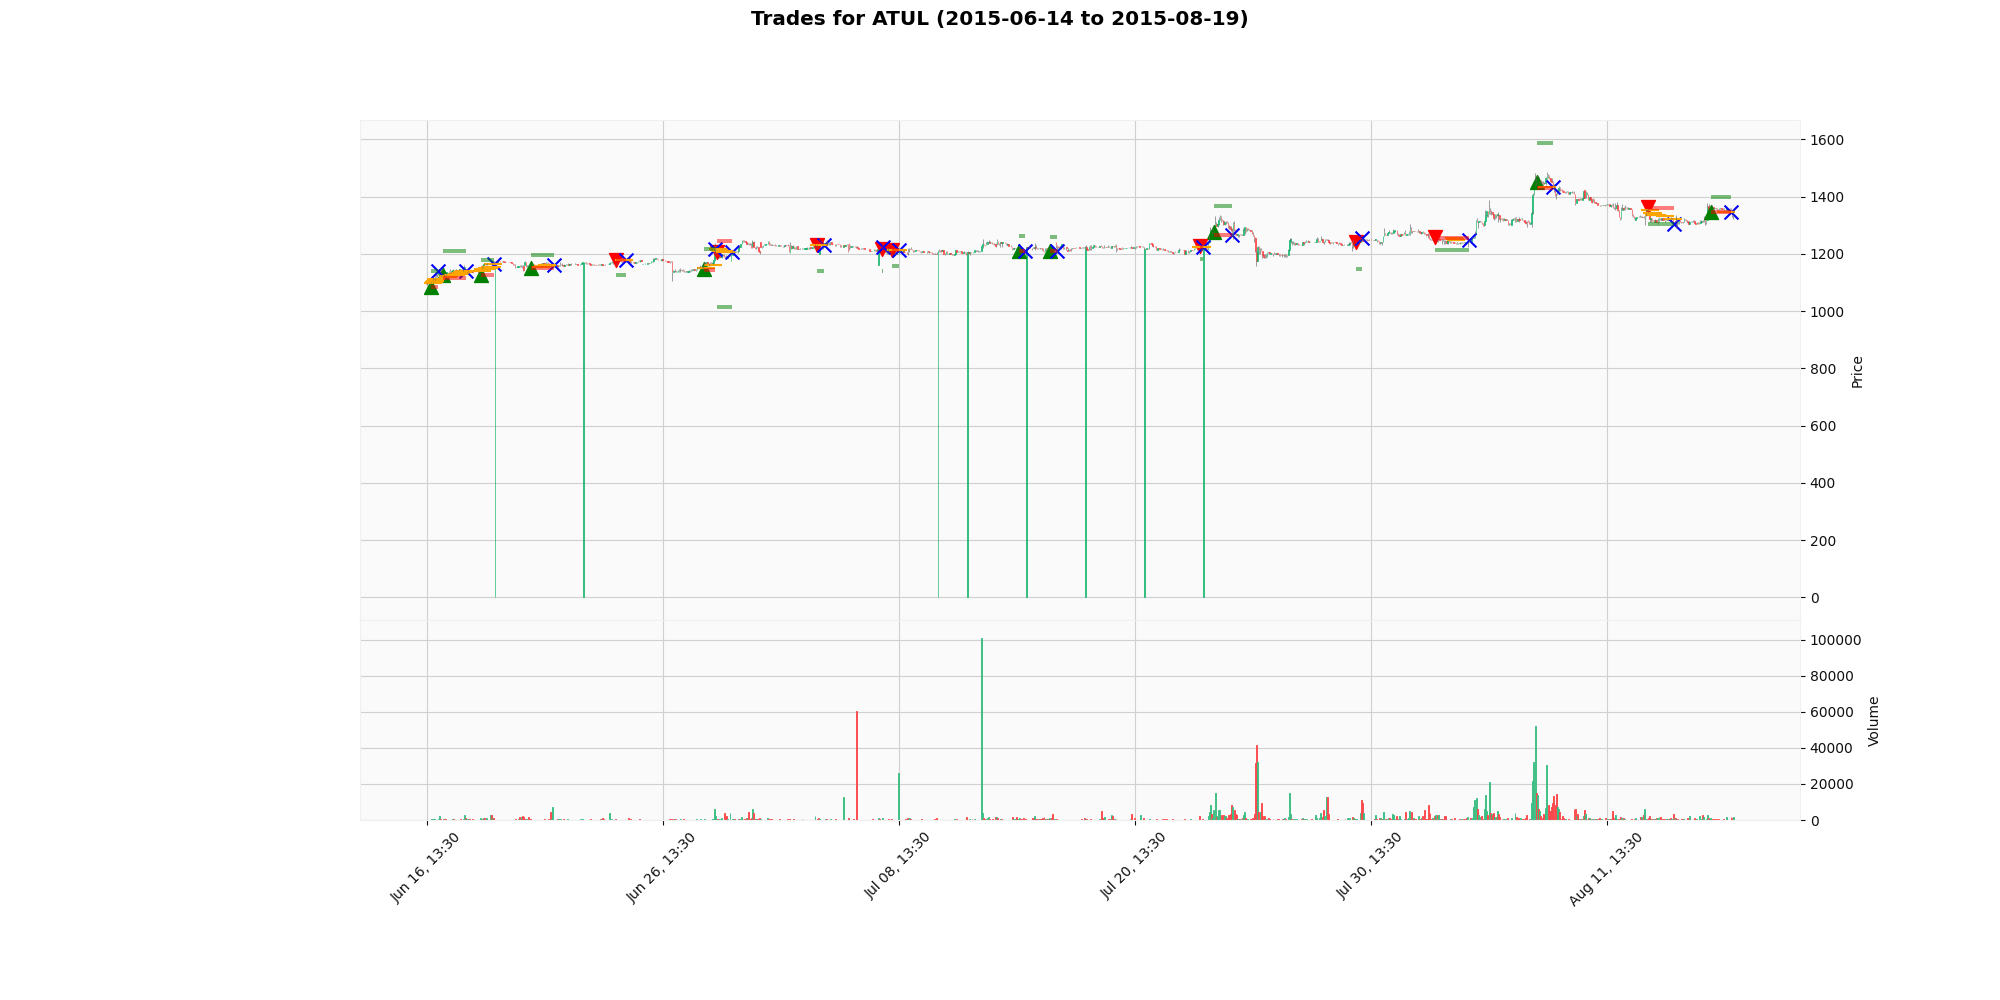 Trades for ATUL (2015-06-14 to 2015-08-19)
1600
1400
1200
1000
800
600
400
200
0
Price
100000
80000
60000
40000
20000
0
Volume
Jun 16, 13:30
Jun 26, 13:30
Jul 08, 13:30
Jul 20, 13:30
Jul 30, 13:30
Aug 11, 13:30